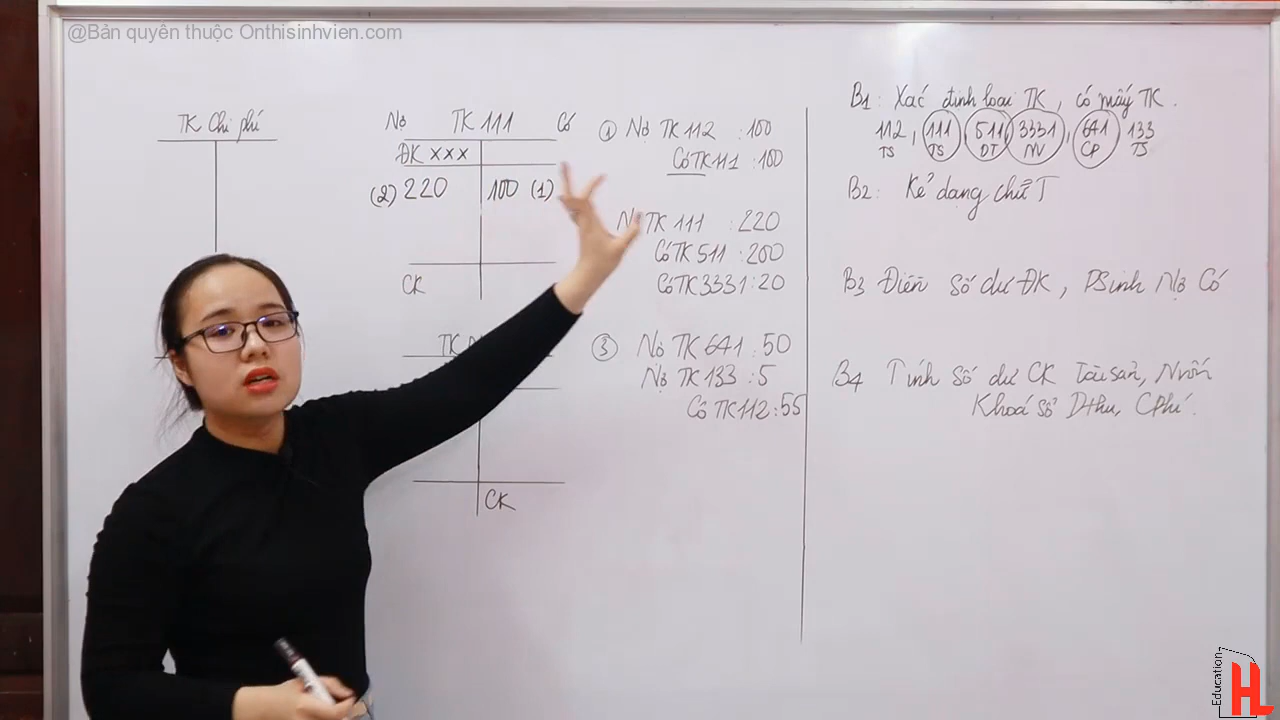 @Bản quyền thuộc Onthisinhvien.com
TK Chi phí
Nợ TK 111 Có
ĐK xxx
(2) 220 100 (1)
CK
TK
CK
① Nợ TK 112 : 100
Có TK 111 : 100
Nợ TK 111 : 220
Có TK 511 : 200
Có TK 3331 : 20
③ Nợ TK 641 : 50
Nợ TK 133 : 5
Có TK 112 : 55
B1: Xác định loại TK, có mấy TK.
112, 111, 511, 3331, 641, 133
TS TS DT NV CP TS
B2: Kẻ dạng chữ T
B3 Điền số dư ĐK, PSinh Nợ Có
B4 Tính số dư CK Tài sản, Nvốn
Khoá sổ Dthu, CPhí.
Education
HL